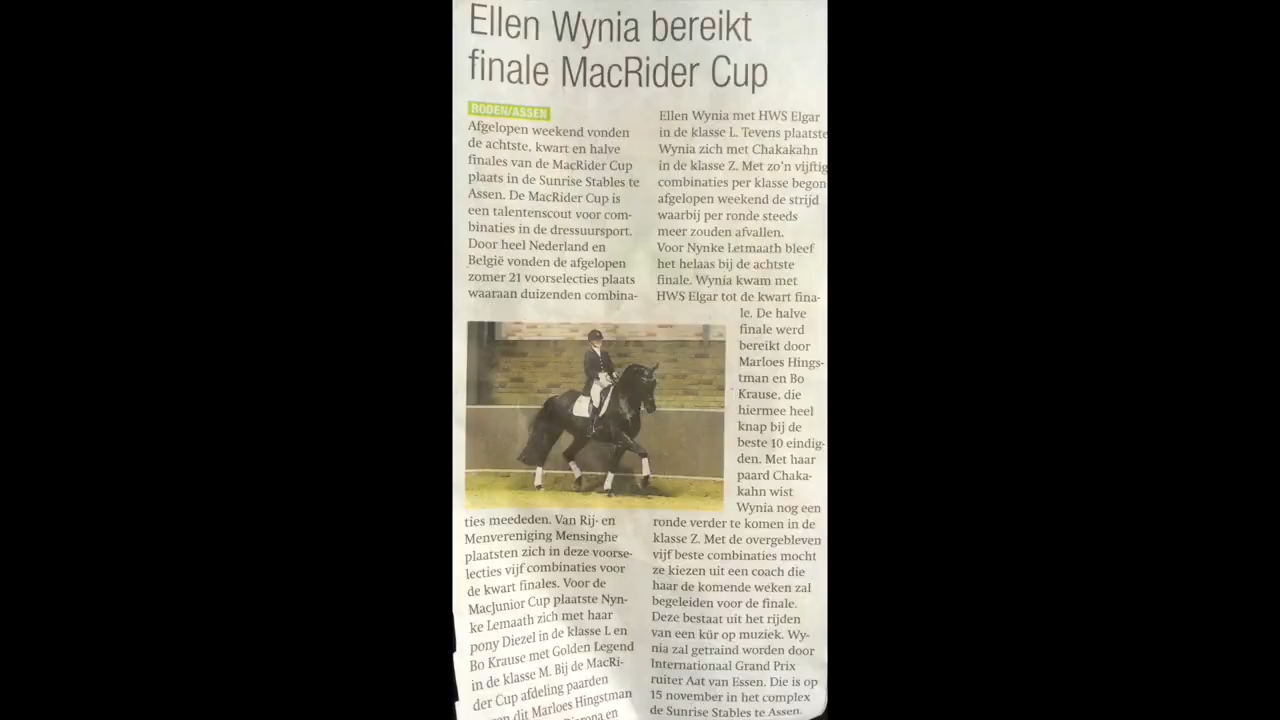 Ellen Wynia bereikt
finale MacRider Cup
RODEN/ASSEN
Afgelopen weekend vonden
de achtste, kwart en halve
finales van de MacRider Cup
plaats in de Sunrise Stables te
Assen. De MacRider Cup is
een talentenscout voor com-
binaties in de dressuursport.
Door heel Nederland en
België vonden de afgelopen
zomer 21 voorselecties plaats
waaraan duizenden combina-
ties meededen. Van Rij- en
Menvereniging Mensinghe
plaatsten zich in deze voorse-
lecties vijf combinaties voor
de kwart finales. Voor de
MacJunior Cup plaatste Nyn-
ke Lemaath zich met haar
pony Diezel in de klasse L en
Bo Krause met Golden Legend
in de klasse M. Bij de MacRi-
der Cup afdeling paarden
dit Marloes Hingstman
en
Ellen Wynia met HWS Elgar
in de klasse L. Tevens plaatste
Wynia zich met Chakakahn
in de klasse Z. Met zo'n vijftig
combinaties per klasse begon
afgelopen weekend de strijd
waarbij per ronde steeds
meer zouden afvallen.
Voor Nynke Letmaath bleef
het helaas bij de achtste
finale. Wynia kwam met
HWS Elgar tot de kwart fina-
le. De halve
finale werd
bereikt door
Marloes Hings-
tman en Bo
Krause, die
hiermee heel
knap bij de
beste 10 eindig-
den. Met haar
paard Chaka-
kahn wist
Wynia nog een
ronde verder te komen in de
klasse Z. Met de overgebleven
vijf beste combinaties mocht
ze kiezen uit een coach die
haar de komende weken zal
begeleiden voor de finale.
Deze bestaat uit het rijden
van een kür op muziek. Wy-
nia zal getraind worden door
Internationaal Grand Prix
ruiter Aat van Essen. Die is op
15 november in het complex
de Sunrise Stables te Assen.